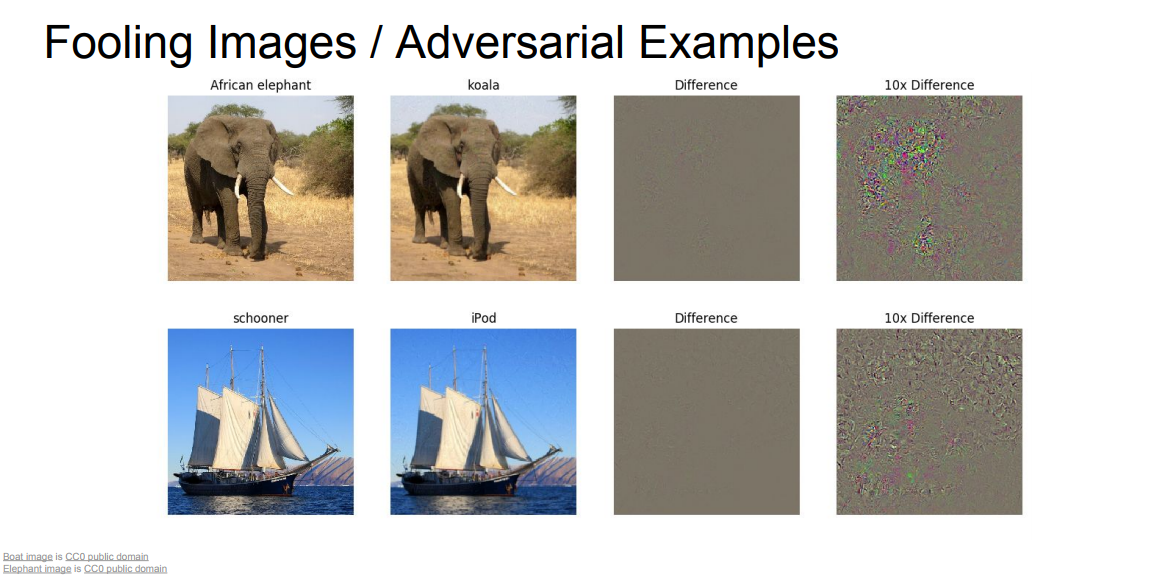 Fooling Images / Adversarial Examples
African elephant koala Difference 10x Difference
schooner iPod Difference 10x Difference
Boat image is CC0 public domain
Elephant image is CC0 public domain